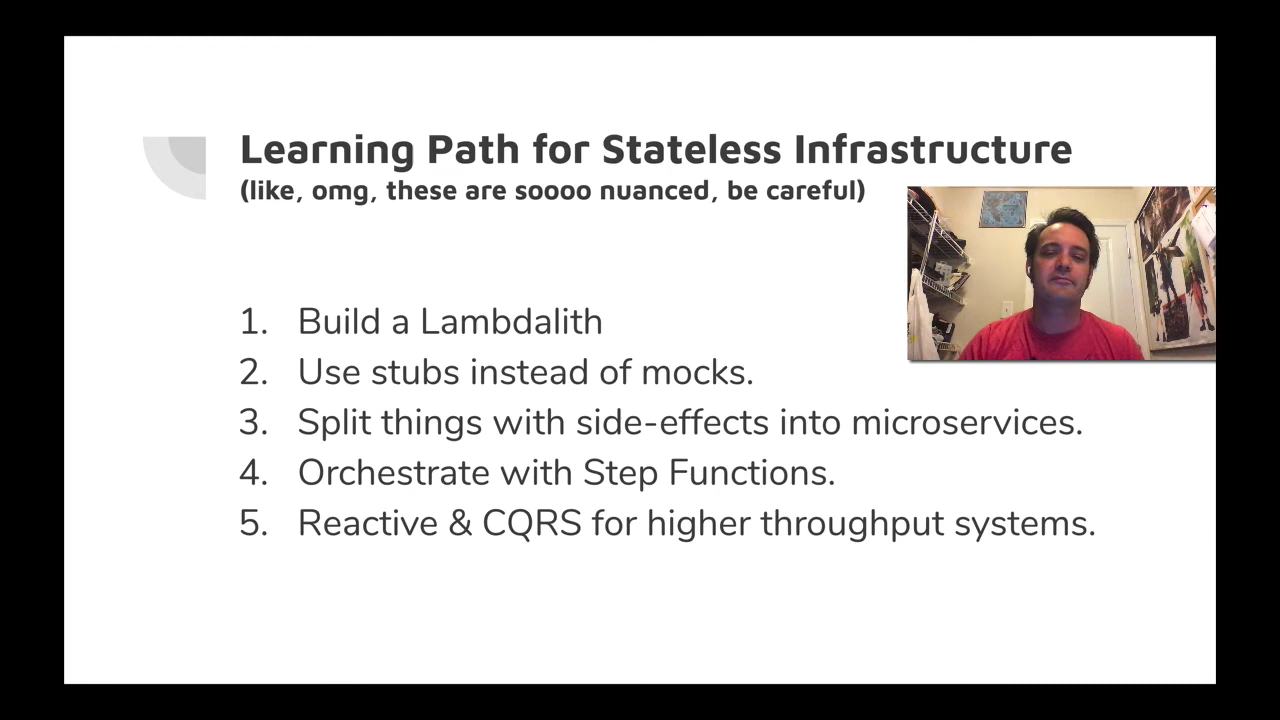 Learning Path for Stateless Infrastructure
(like, omg, these are soooo nuanced, be careful)
1. Build a Lambdalith
2. Use stubs instead of mocks.
3. Split things with side-effects into microservices.
4. Orchestrate with Step Functions.
5. Reactive & CQRS for higher throughput systems.